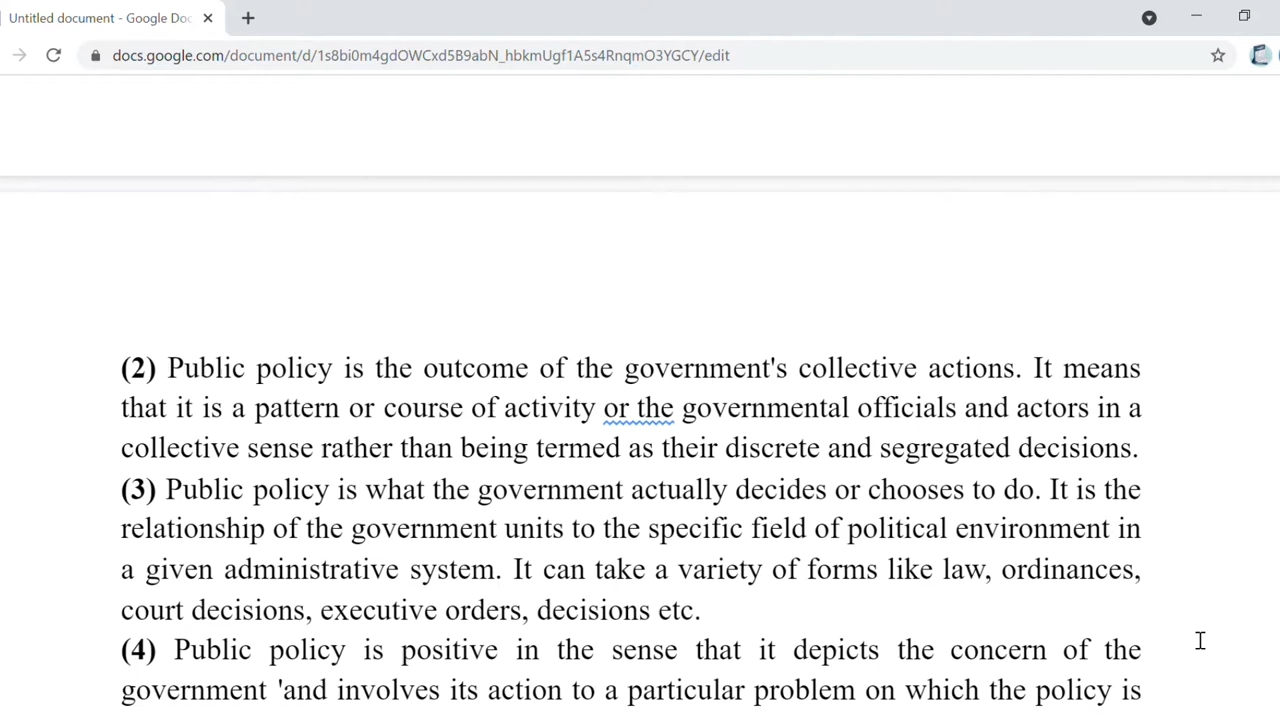 Untitled document - Google Doc
docs.google.com/document/d/1s8bi0m4gdOWCxd5B9abN_hbkmUgf1A5s4RnqmO3YGCY/edit
(2) Public policy is the outcome of the government's collective actions. It means
that it is a pattern or course of activity or the governmental officials and actors in a
collective sense rather than being termed as their discrete and segregated decisions.
(3) Public policy is what the government actually decides or chooses to do. It is the
relationship of the government units to the specific field of political environment in
a given administrative system. It can take a variety of forms like law, ordinances,
court decisions, executive orders, decisions etc.
(4) Public policy is positive in the sense that it depicts the concern of the
government 'and involves its action to a particular problem on which the policy is